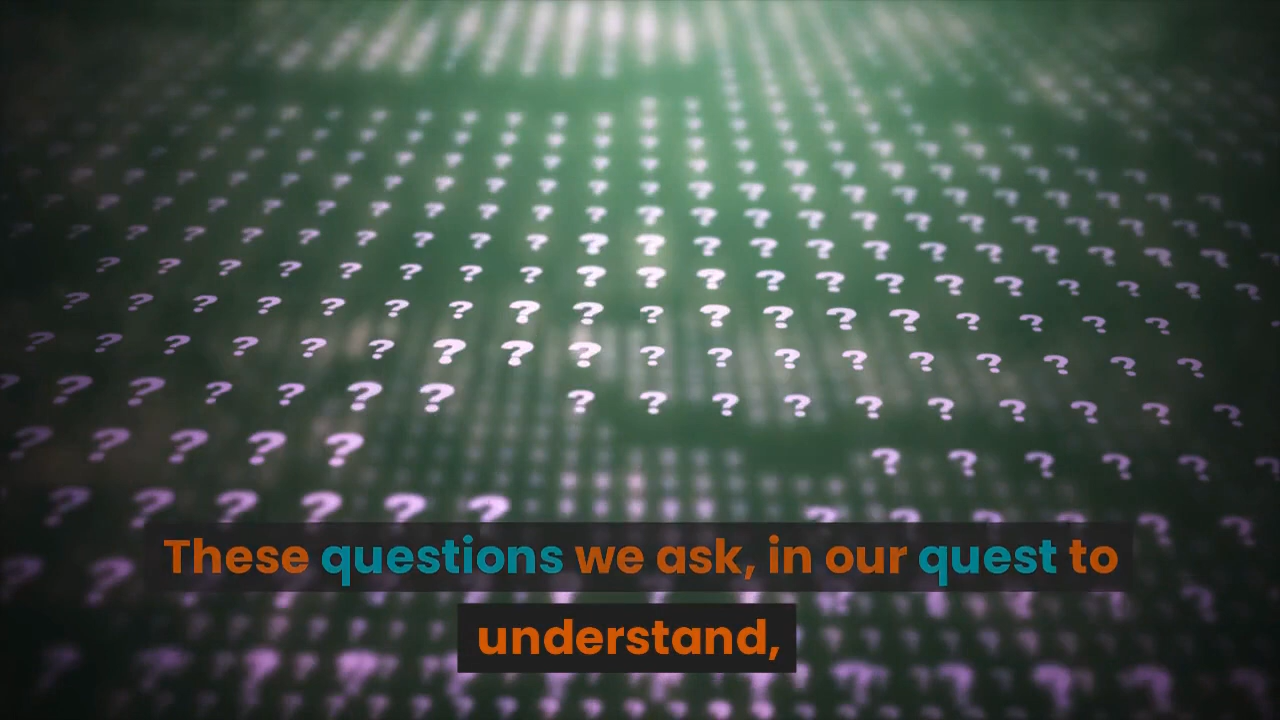 These questions we ask, in our quest to
understand,